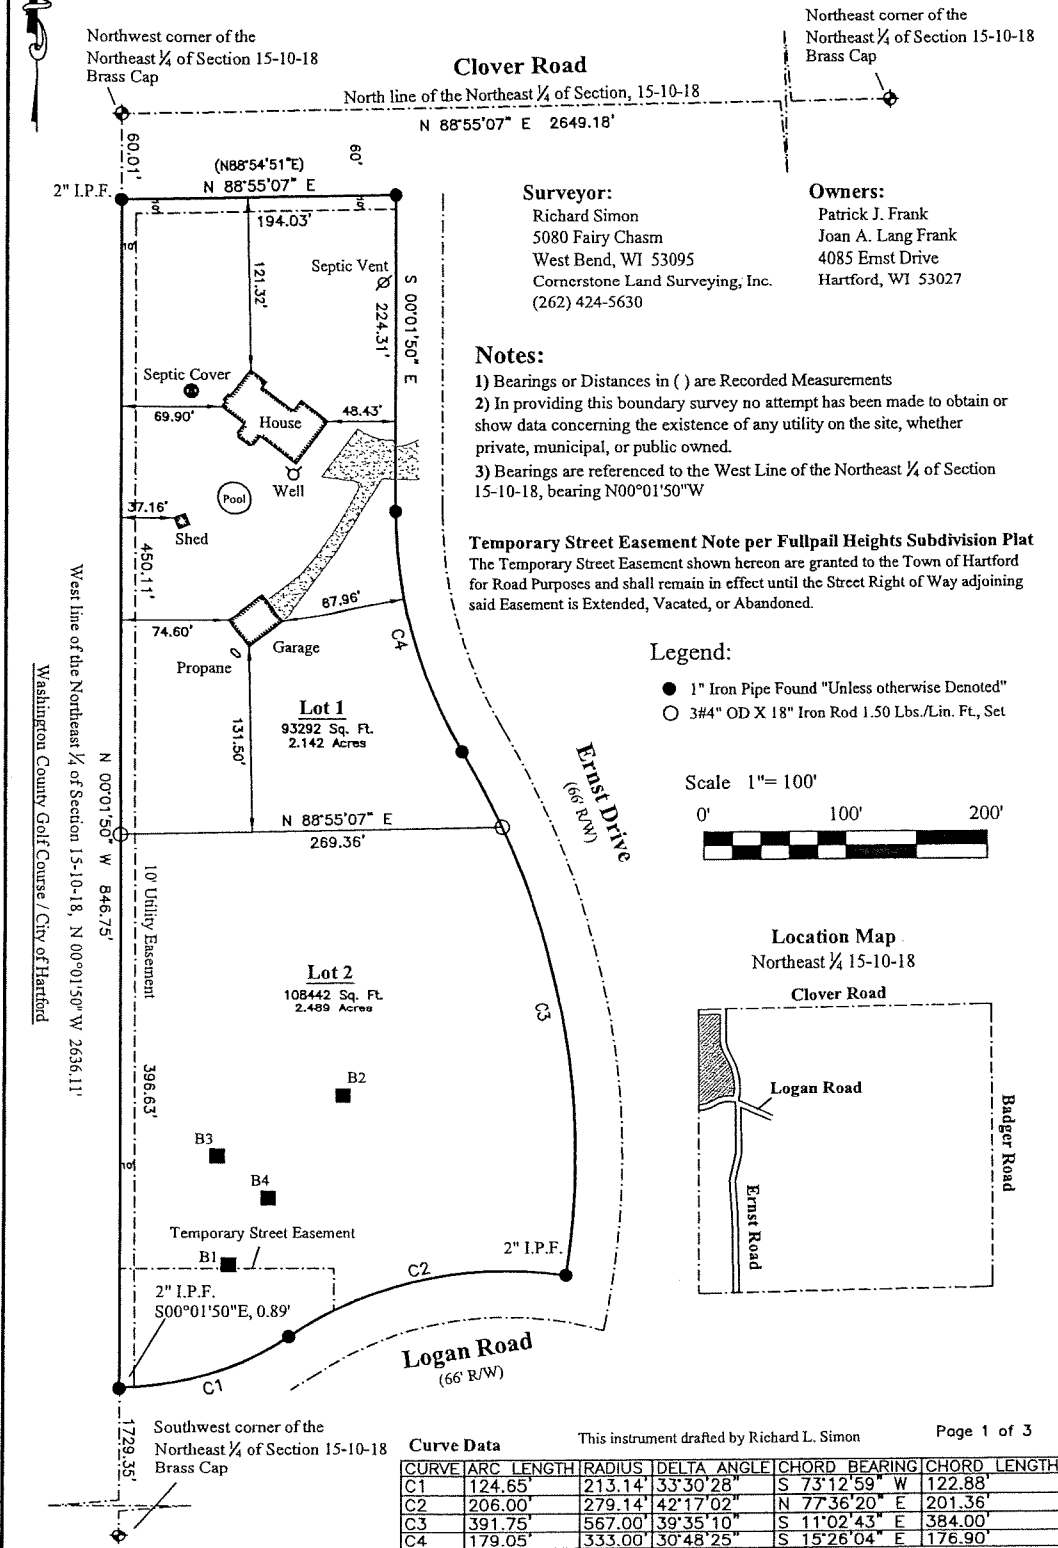 Northwest corner of the
Northeast ¼ of Section 15-10-18
Brass Cap
Northeast corner of the
Northeast ¼ of Section 15-10-18
Brass Cap
Clover Road
North line of the Northeast ¼ of Section, 15-10-18
N 88°55'07" E 2649.18'
60.01'
60'
(N88°54'51"E)
N 88°55'07" E
2" I.P.F.
10'
10'
194.03'
10'
121.32'
Septic Vent
S 00°01'50" E
224.31'
Surveyor:
Richard Simon
5080 Fairy Chasm
West Bend, WI 53095
Cornerstone Land Surveying, Inc.
(262) 424-5630
Owners:
Patrick J. Frank
Joan A. Lang Frank
4085 Ernst Drive
Hartford, WI 53027
Septic Cover
69.90'
House
48.43'
Well
Pool
37.16'
Shed
Notes:
1) Bearings or Distances in ( ) are Recorded Measurements
2) In providing this boundary survey no attempt has been made to obtain or
show data concerning the existence of any utility on the site, whether
private, municipal, or public owned.
3) Bearings are referenced to the West Line of the Northeast ¼ of Section
15-10-18, bearing N00°01'50"W
Temporary Street Easement Note per Fullpail Heights Subdivision Plat
The Temporary Street Easement shown hereon are granted to the Town of Hartford
for Road Purposes and shall remain in effect until the Street Right of Way adjoining
said Easement is Extended, Vacated, or Abandoned.
450.11'
87.96'
74.60'
Garage
Propane
C4
131.50'
Lot 1
93292 Sq. Ft.
2.142 Acres
Legend:
1" Iron Pipe Found "Unless otherwise Denoted"
3#4" OD X 18" Iron Rod 1.50 Lbs./Lin. Ft., Set
Scale 1"= 100'
0' 100' 200'
Ernst Drive
(66' R/W)
N 88°55'07" E
269.36'
West line of the Northeast ¼ of Section 15-10-18, N 00°01'50" W 2636.11'
Washington County Golf Course / City of Hartford
N 00°01'50" W 846.75'
10' Utility Easement
396.63'
10'
Lot 2
108442 Sq. Ft.
2.489 Acres
C3
B2
B3
B4
B1
Temporary Street Easement
2" I.P.F.
S00°01'50"E, 0.89'
2" I.P.F.
C2
C1
Logan Road
(66' R/W)
Location Map
Northeast ¼ 15-10-18
Clover Road
Logan Road
Badger Road
Ernst Road
1729.35'
Southwest corner of the
Northeast ¼ of Section 15-10-18
Brass Cap
This instrument drafted by Richard L. Simon
Page 1 of 3
Curve Data
CURVE ARC LENGTH RADIUS DELTA ANGLE CHORD BEARING CHORD LENGTH
C1 124.65' 213.14' 33°30'28" S 73°12'59" W 122.88'
C2 206.00' 279.14' 42°17'02" N 77°36'20" E 201.36'
C3 391.75' 567.00' 39°35'10" S 11°02'43" E 384.00'
C4 179.05' 333.00' 30°48'25" S 15°26'04" E 176.90'